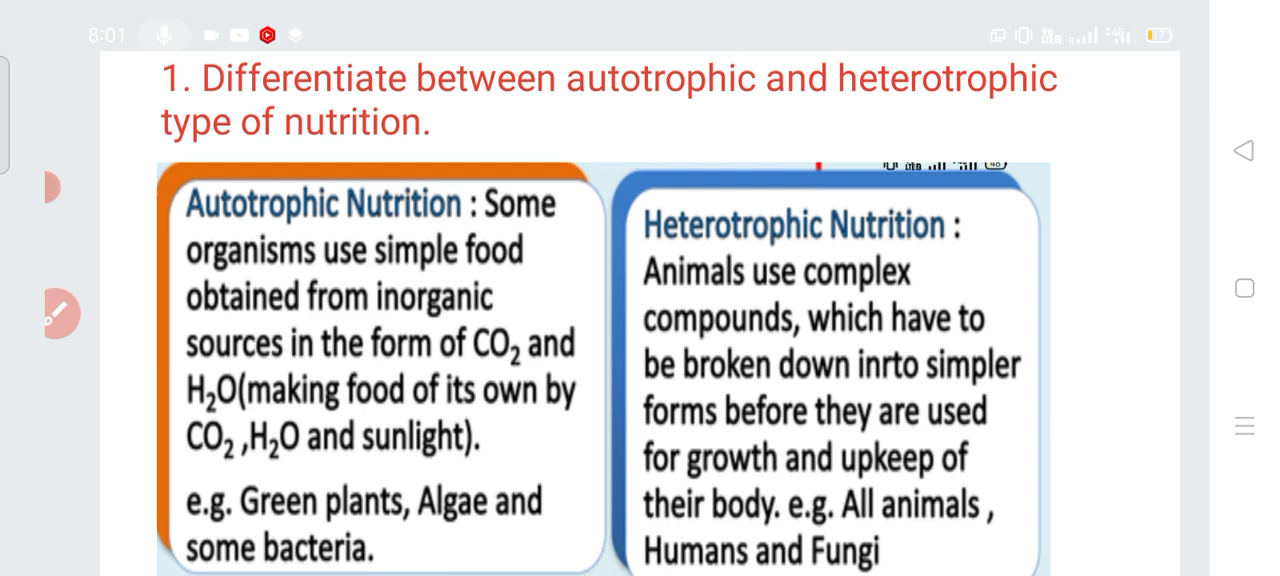 8:01
1. Differentiate between autotrophic and heterotrophic
type of nutrition.
Autotrophic Nutrition : Some
organisms use simple food
obtained from inorganic
sources in the form of CO₂ and
H₂O(making food of its own by
CO₂ ,H₂O and sunlight).
e.g. Green plants, Algae and
some bacteria.
Heterotrophic Nutrition :
Animals use complex
compounds, which have to
be broken down inrto simpler
forms before they are used
for growth and upkeep of
their body. e.g. All animals ,
Humans and Fungi